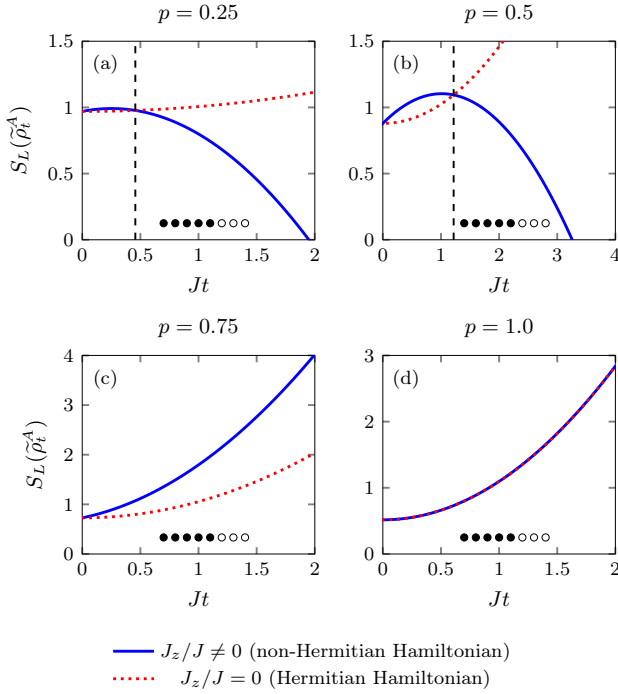 p = 0.25
p = 0.5
(a)
(b)
S_L(ρ̃_t^A)
1.5
1
0.5
0
0
0.5
1
1.5
2
Jt
1.5
1
0.5
0
0
1
2
3
4
Jt
p = 0.75
p = 1.0
(c)
(d)
S_L(ρ̃_t^A)
4
3
2
1
0
0
0.5
1
1.5
2
Jt
3
2
1
0
0
0.5
1
1.5
2
Jt
J_z/J ≠ 0 (non-Hermitian Hamiltonian)
J_z/J = 0 (Hermitian Hamiltonian)